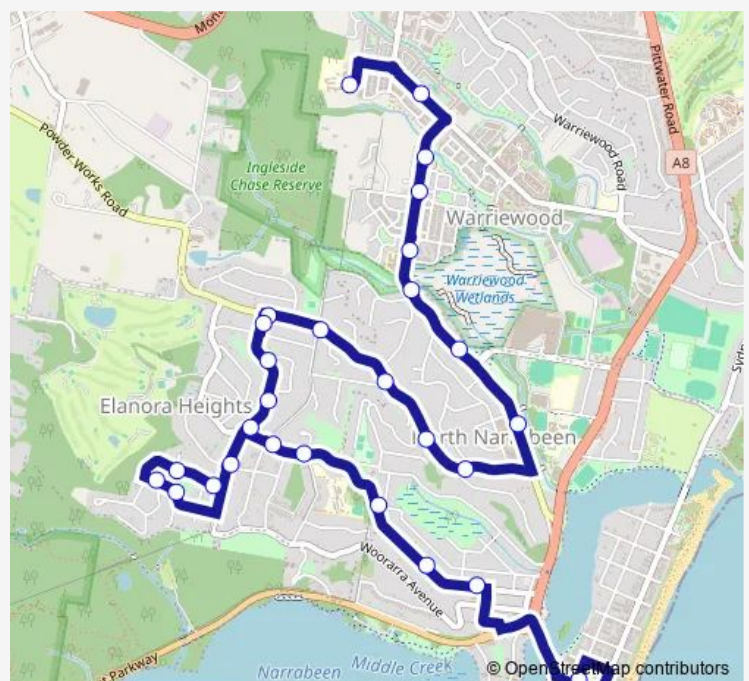 Mona
Powder Works Road
Ingleside
Chase Reserve
Pittwater Road
Warriewood Road
A8
Warriewood
Warriewood
Wetlands
Elanora Heights
North Narrabeen
Woorarra Avenue
Parkway
Narrabeen
Middle Creek
© OpenStreetMap contributors